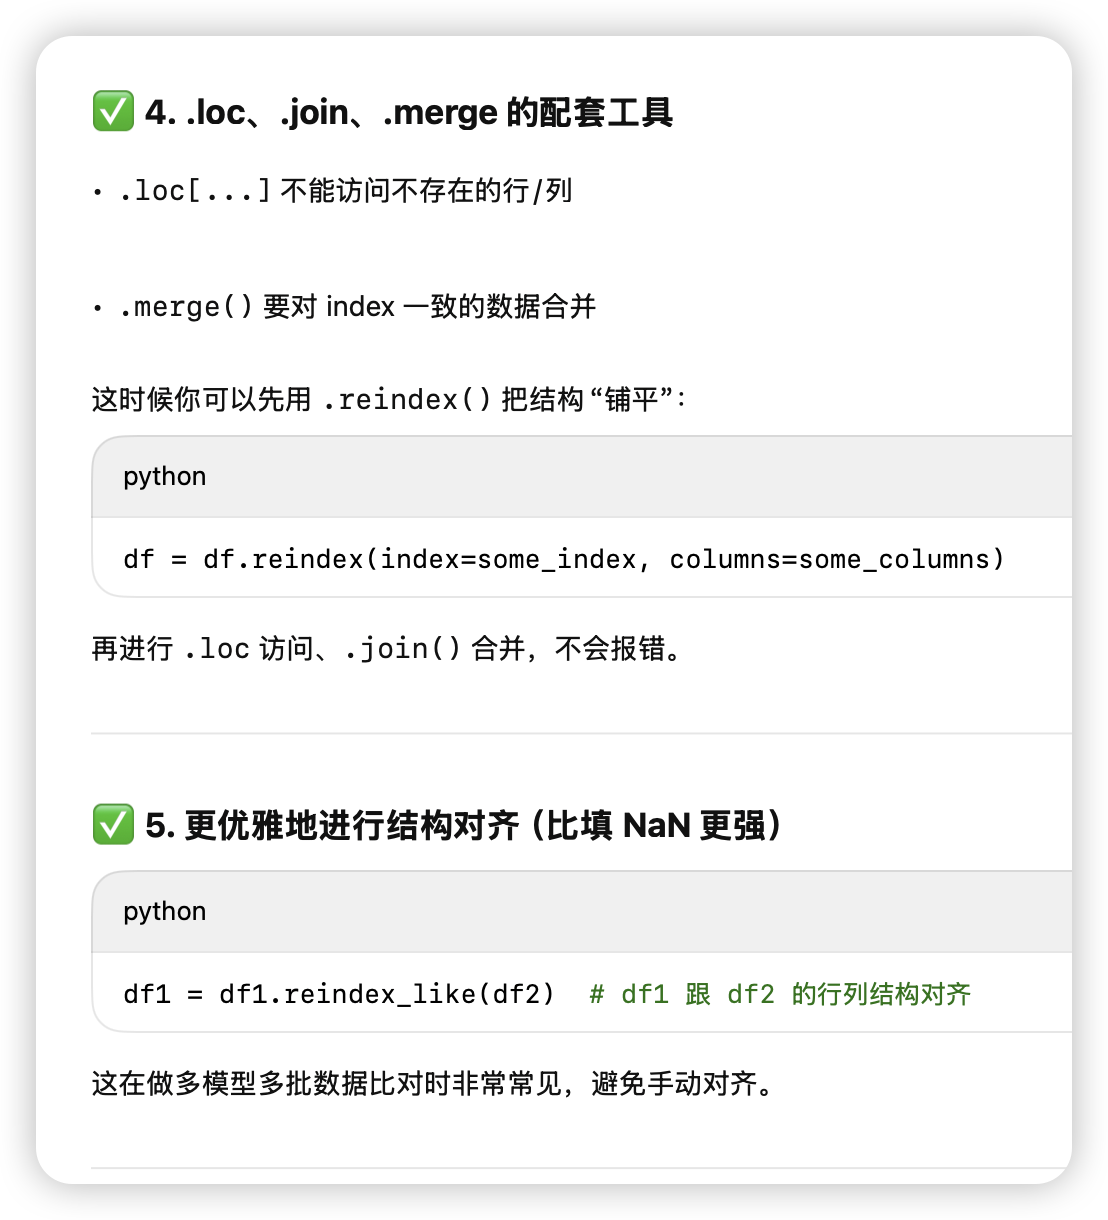 ✅ 4. .loc、.join、.merge 的配套工具
• .loc[...] 不能访问不存在的行/列
• .merge() 要对 index 一致的数据合并
这时候你可以先用 .reindex() 把结构“铺平”：
python
df = df.reindex(index=some_index, columns=some_columns)
再进行 .loc 访问、.join() 合并，不会报错。
✅ 5. 更优雅地进行结构对齐（比填 NaN 更强）
python
df1 = df1.reindex_like(df2)  # df1 跟 df2 的行列结构对齐
这在做多模型多批数据比对时非常常见，避免手动对齐。